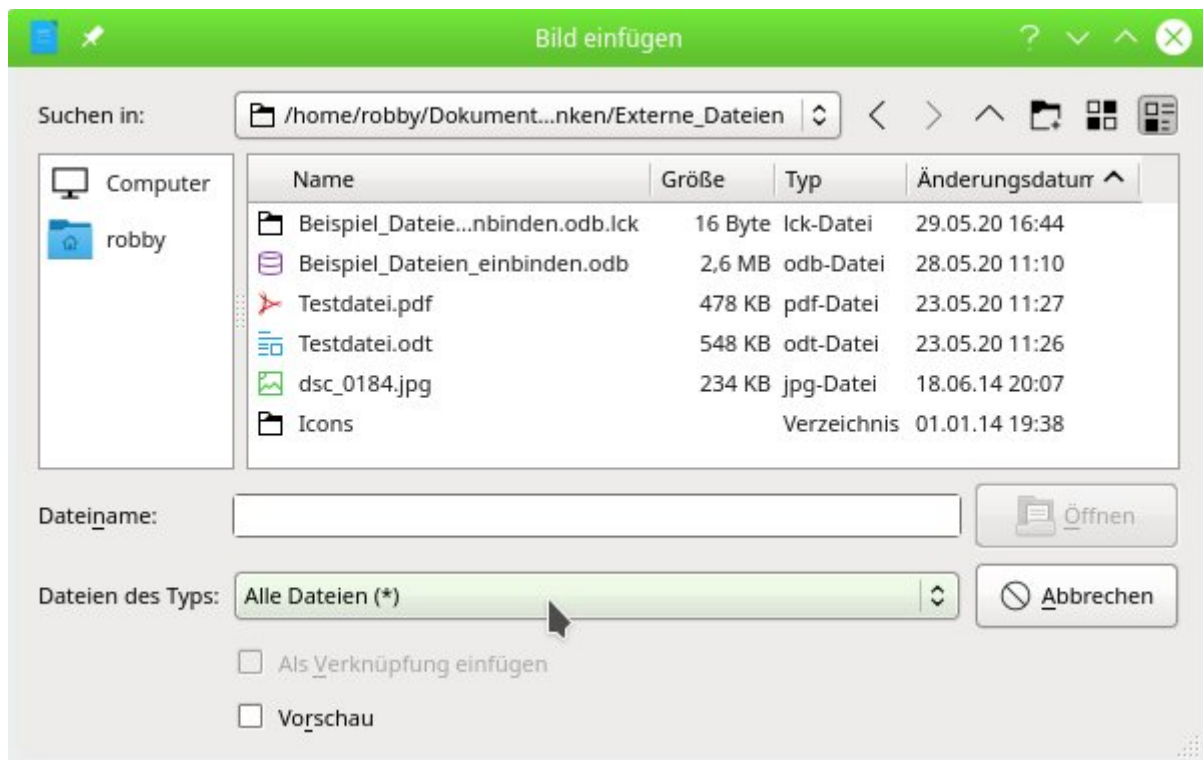 Bild einfügen
Suchen in: /home/robby/Dokument...nken/Externe_Dateien
Computer
robby
Name Größe Typ Änderungsdatum
Beispiel_Dateie...nbinden.odb.lck 16 Byte lck-Datei 29.05.20 16:44
Beispiel_Dateien_einbinden.odb 2,6 MB odb-Datei 28.05.20 11:10
Testdatei.pdf 478 KB pdf-Datei 23.05.20 11:27
Testdatei.odt 548 KB odt-Datei 23.05.20 11:26
dsc_0184.jpg 234 KB jpg-Datei 18.06.14 20:07
Icons Verzeichnis 01.01.14 19:38
Dateiname: Öffnen
Dateien des Typs: Alle Dateien (*) Abbrechen
Als Verknüpfung einfügen
Vorschau